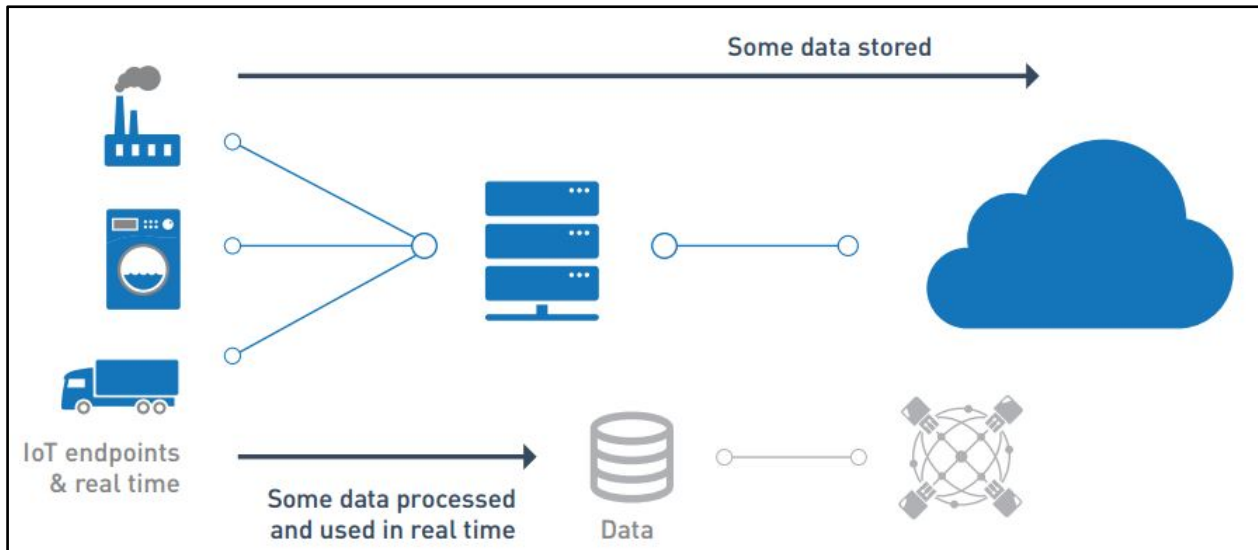 Some data stored
IoT endpoints
& real time
Some data processed
and used in real time
Data